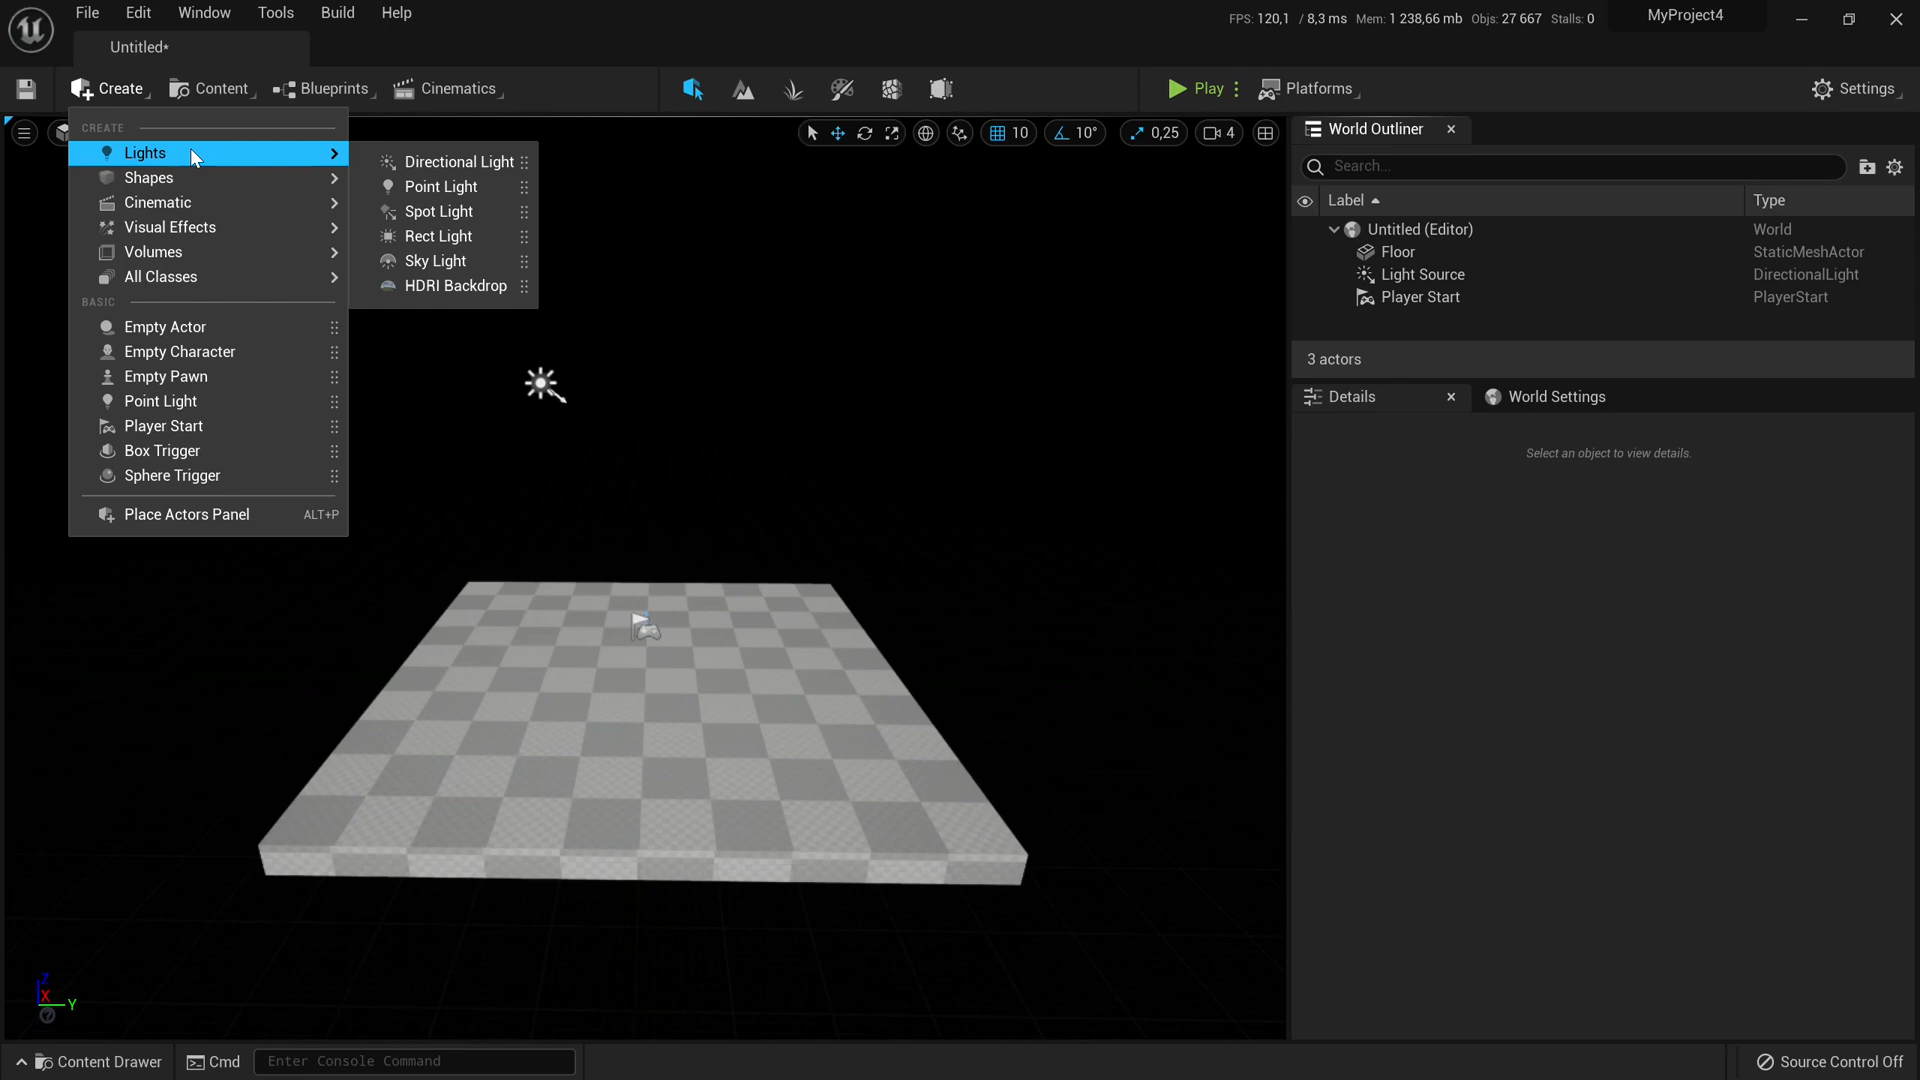 File Edit Window Tools Build Help
FPS: 120,1 / 8,3 ms Mem: 1 238,66 mb Objs: 27 667 Stalls: 0
MyProject4
Untitled*
Create Content Blueprints Cinematics Play Platforms Settings
CREATE
Lights
Shapes
Cinematic
Visual Effects
Volumes
All Classes
BASIC
Empty Actor
Empty Character
Empty Pawn
Point Light
Player Start
Box Trigger
Sphere Trigger
Place Actors Panel ALT+P
Directional Light
Point Light
Spot Light
Rect Light
Sky Light
HDRI Backdrop
10 10° 0,25 4
World Outliner
Search...
Label Type
Untitled (Editor) World
Floor StaticMeshActor
Light Source DirectionalLight
Player Start PlayerStart
3 actors
Details World Settings
Select an object to view details.
Z
X
Y
Content Drawer Cmd Enter Console Command Source Control Off